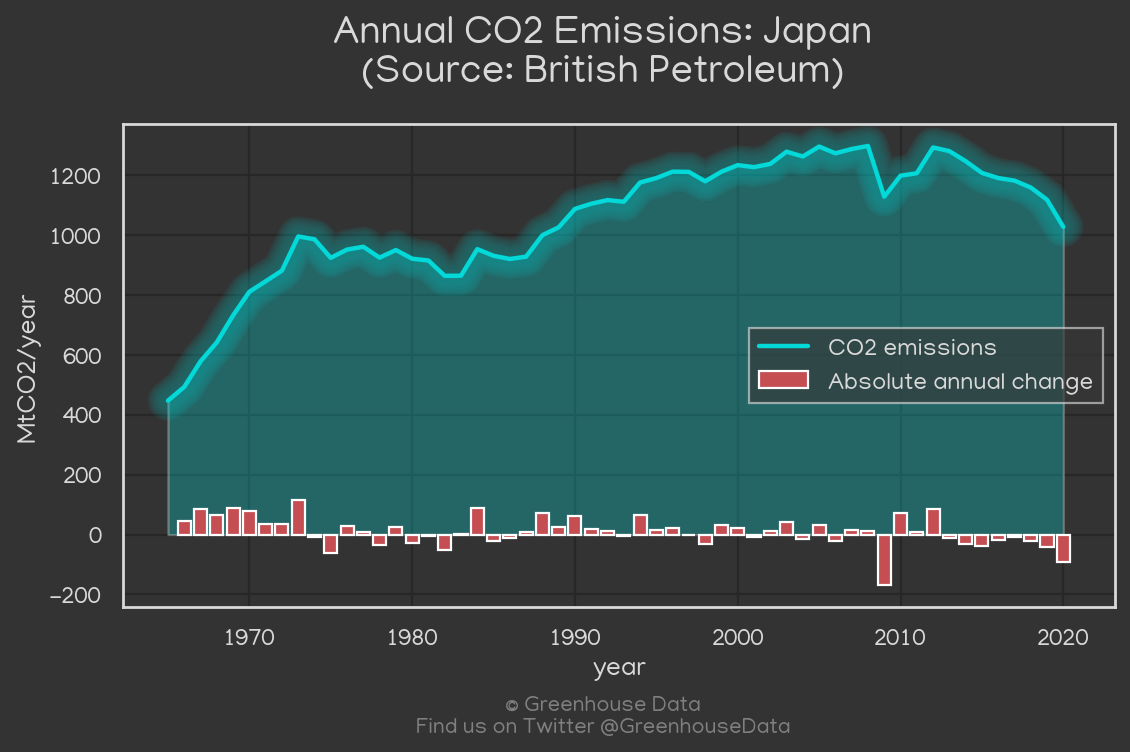 Annual CO2 Emissions: Japan
(Source: British Petroleum)
MtCO2/year
1200
1000
800
600
400
200
0
−200
CO2 emissions
Absolute annual change
1970 1980 1990 2000 2010 2020
year
© Greenhouse Data
Find us on Twitter @GreenhouseData